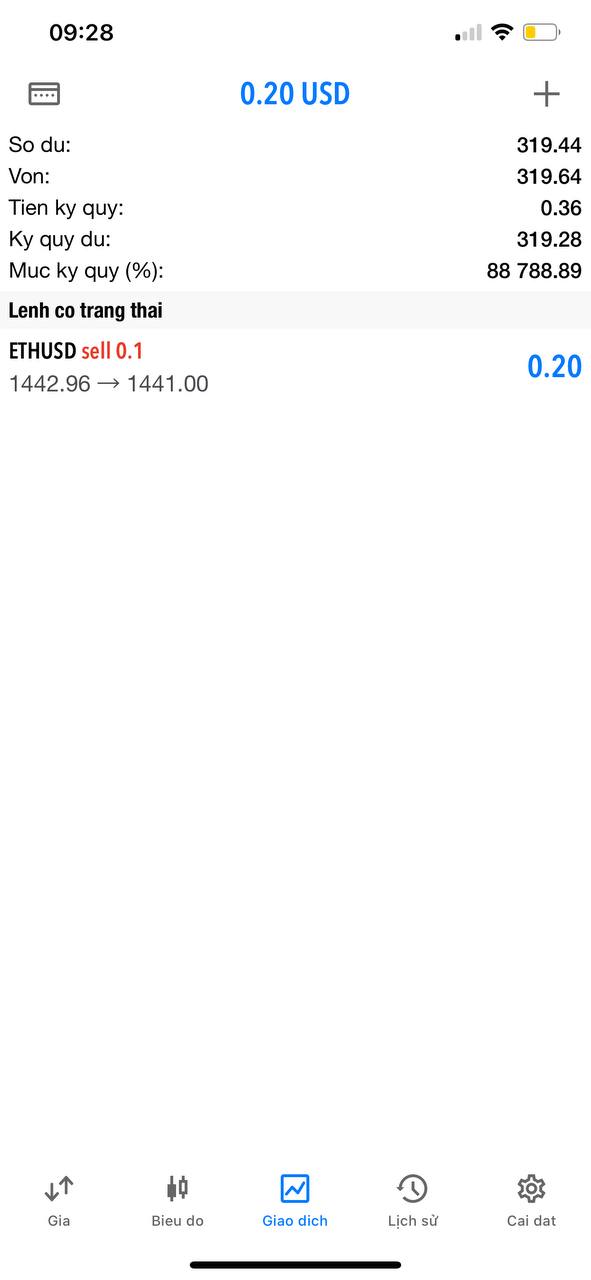 09:28
0.20 USD
So du: 319.44
Von: 319.64
Tien ky quy: 0.36
Ky quy du: 319.28
Muc ky quy (%): 88 788.89
Lenh co trang thai
ETHUSD sell 0.1
1442.96 → 1441.00
0.20
Gia
Bieu do
Giao dich
Lịch sử
Cai dat